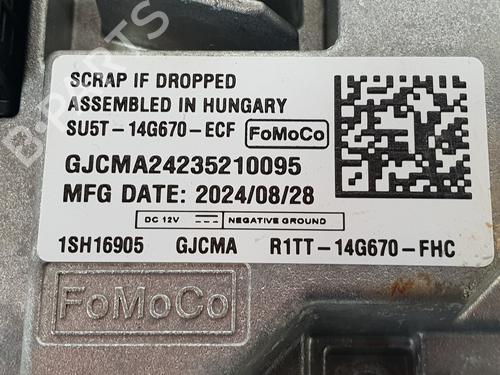 SCRAP IF DROPPED
ASSEMBLED IN HUNGARY
SU5T-14G670-ECF FoMoCo
GJCMA24235210095
MFG DATE: 2024/08/28
DC 12V NEGATIVE GROUND
1SH16905 GJCMA R1TT-14G670-FHC
FoMoCo
B-PARTS